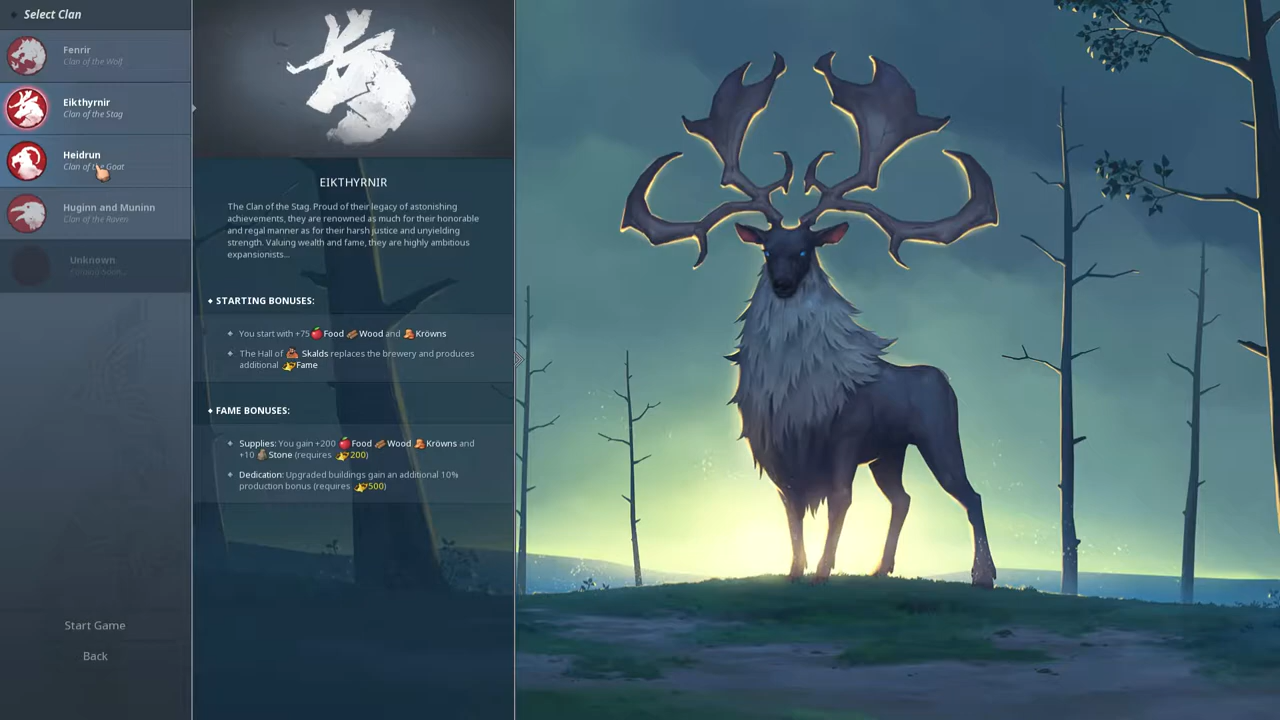 Select Clan
Fenrir
Clan of the Wolf
Eikthyrnir
Clan of the Stag
Heidrun
Clan of the Goat
Huginn and Muninn
Clan of the Raven
Unknown
Start Game
Back
EIKTHYRNIR
The Clan of the Stag. Proud of their legacy of astonishing
achievements, they are renowned as much for their honorable
and regal manner as for their harsh justice and unyielding
strength. Valuing wealth and fame, they are highly ambitious
expansionists...
STARTING BONUSES:
You start with +75 Food Wood and Kröwns
The Hall of Skalds replaces the brewery and produces
additional Fame
FAME BONUSES:
Supplies: You gain +200 Food Wood Kröwns and
+10 Stone (requires 200)
Dedication: Upgraded buildings gain an additional 10%
production bonus (requires 500)